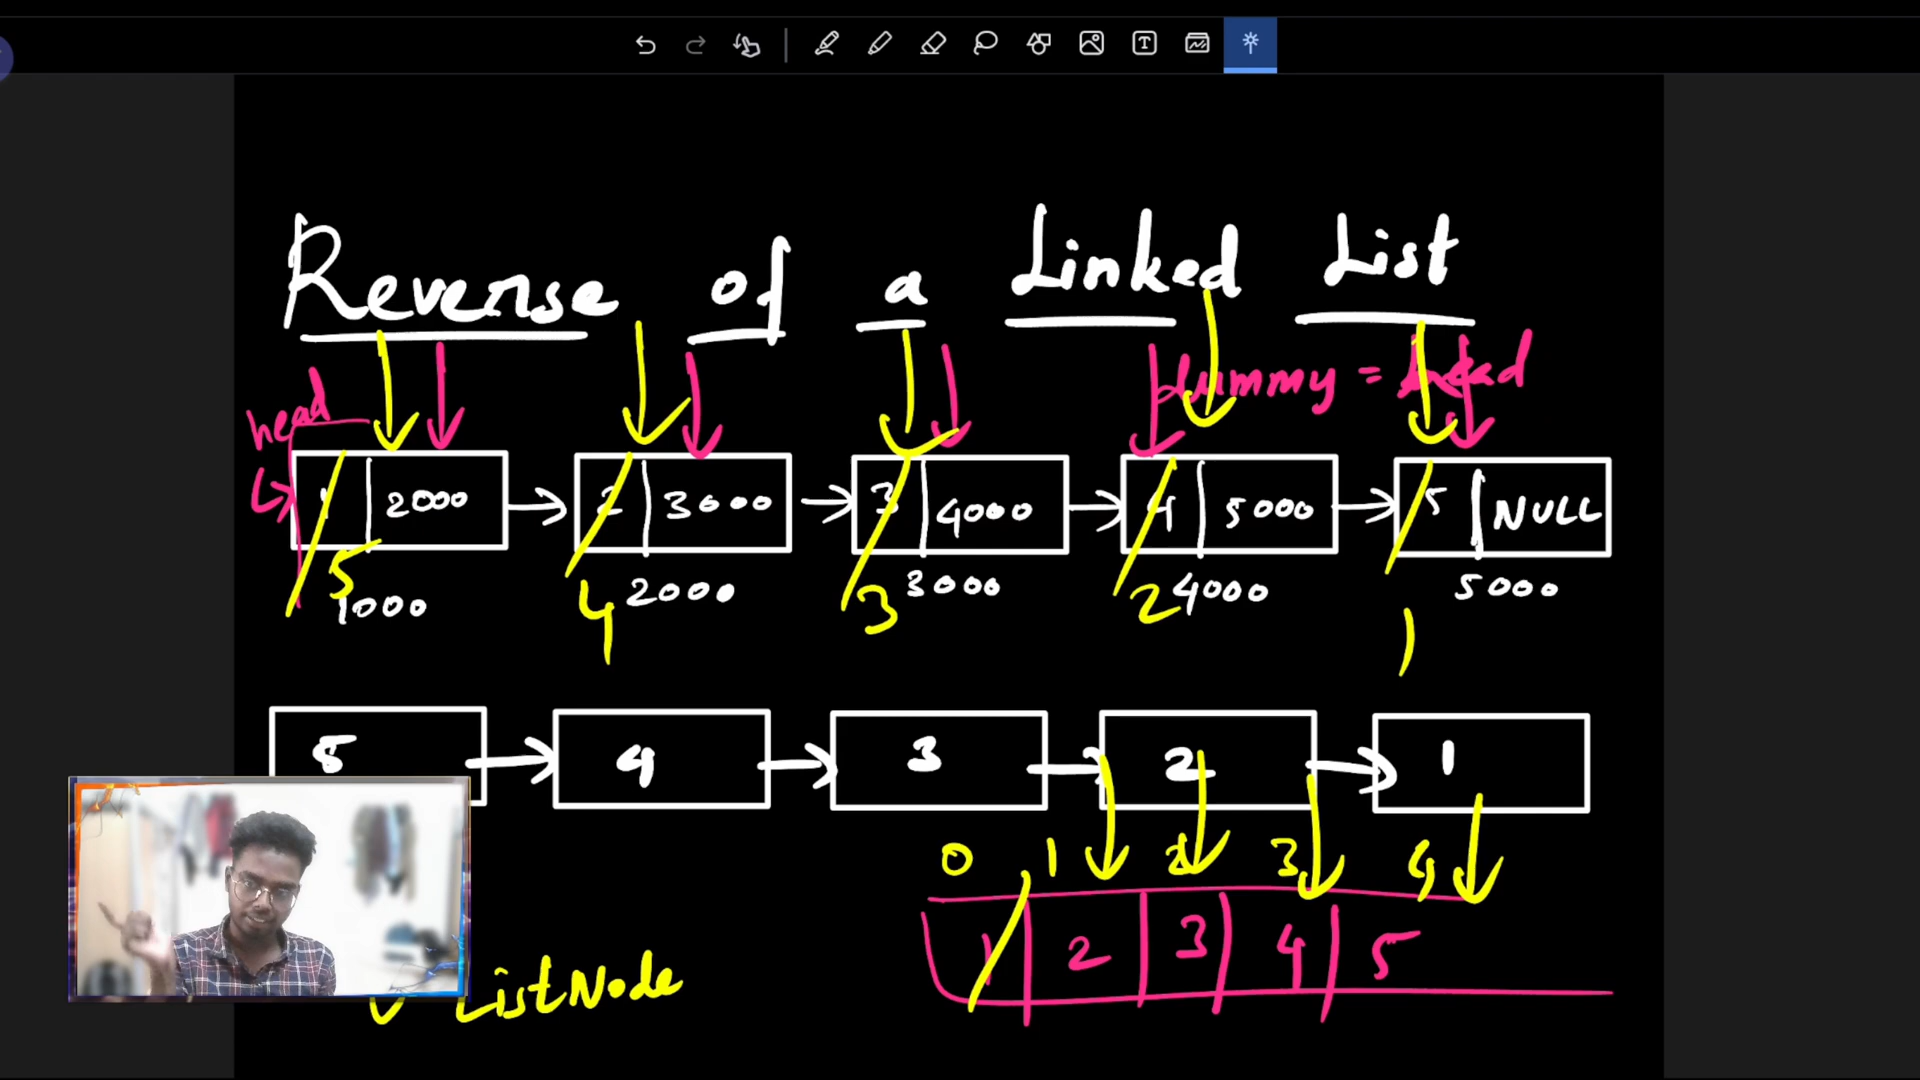 Reverse of a Linked List
head
dummy = head
1 2000 2 3000 3 4000 4 5000 5 NULL
5 1000 4 2000 3 3000 2 4000 1 5000
5 4 3 2 1
0 1 2 3 4
1 2 3 4 5
ListNode